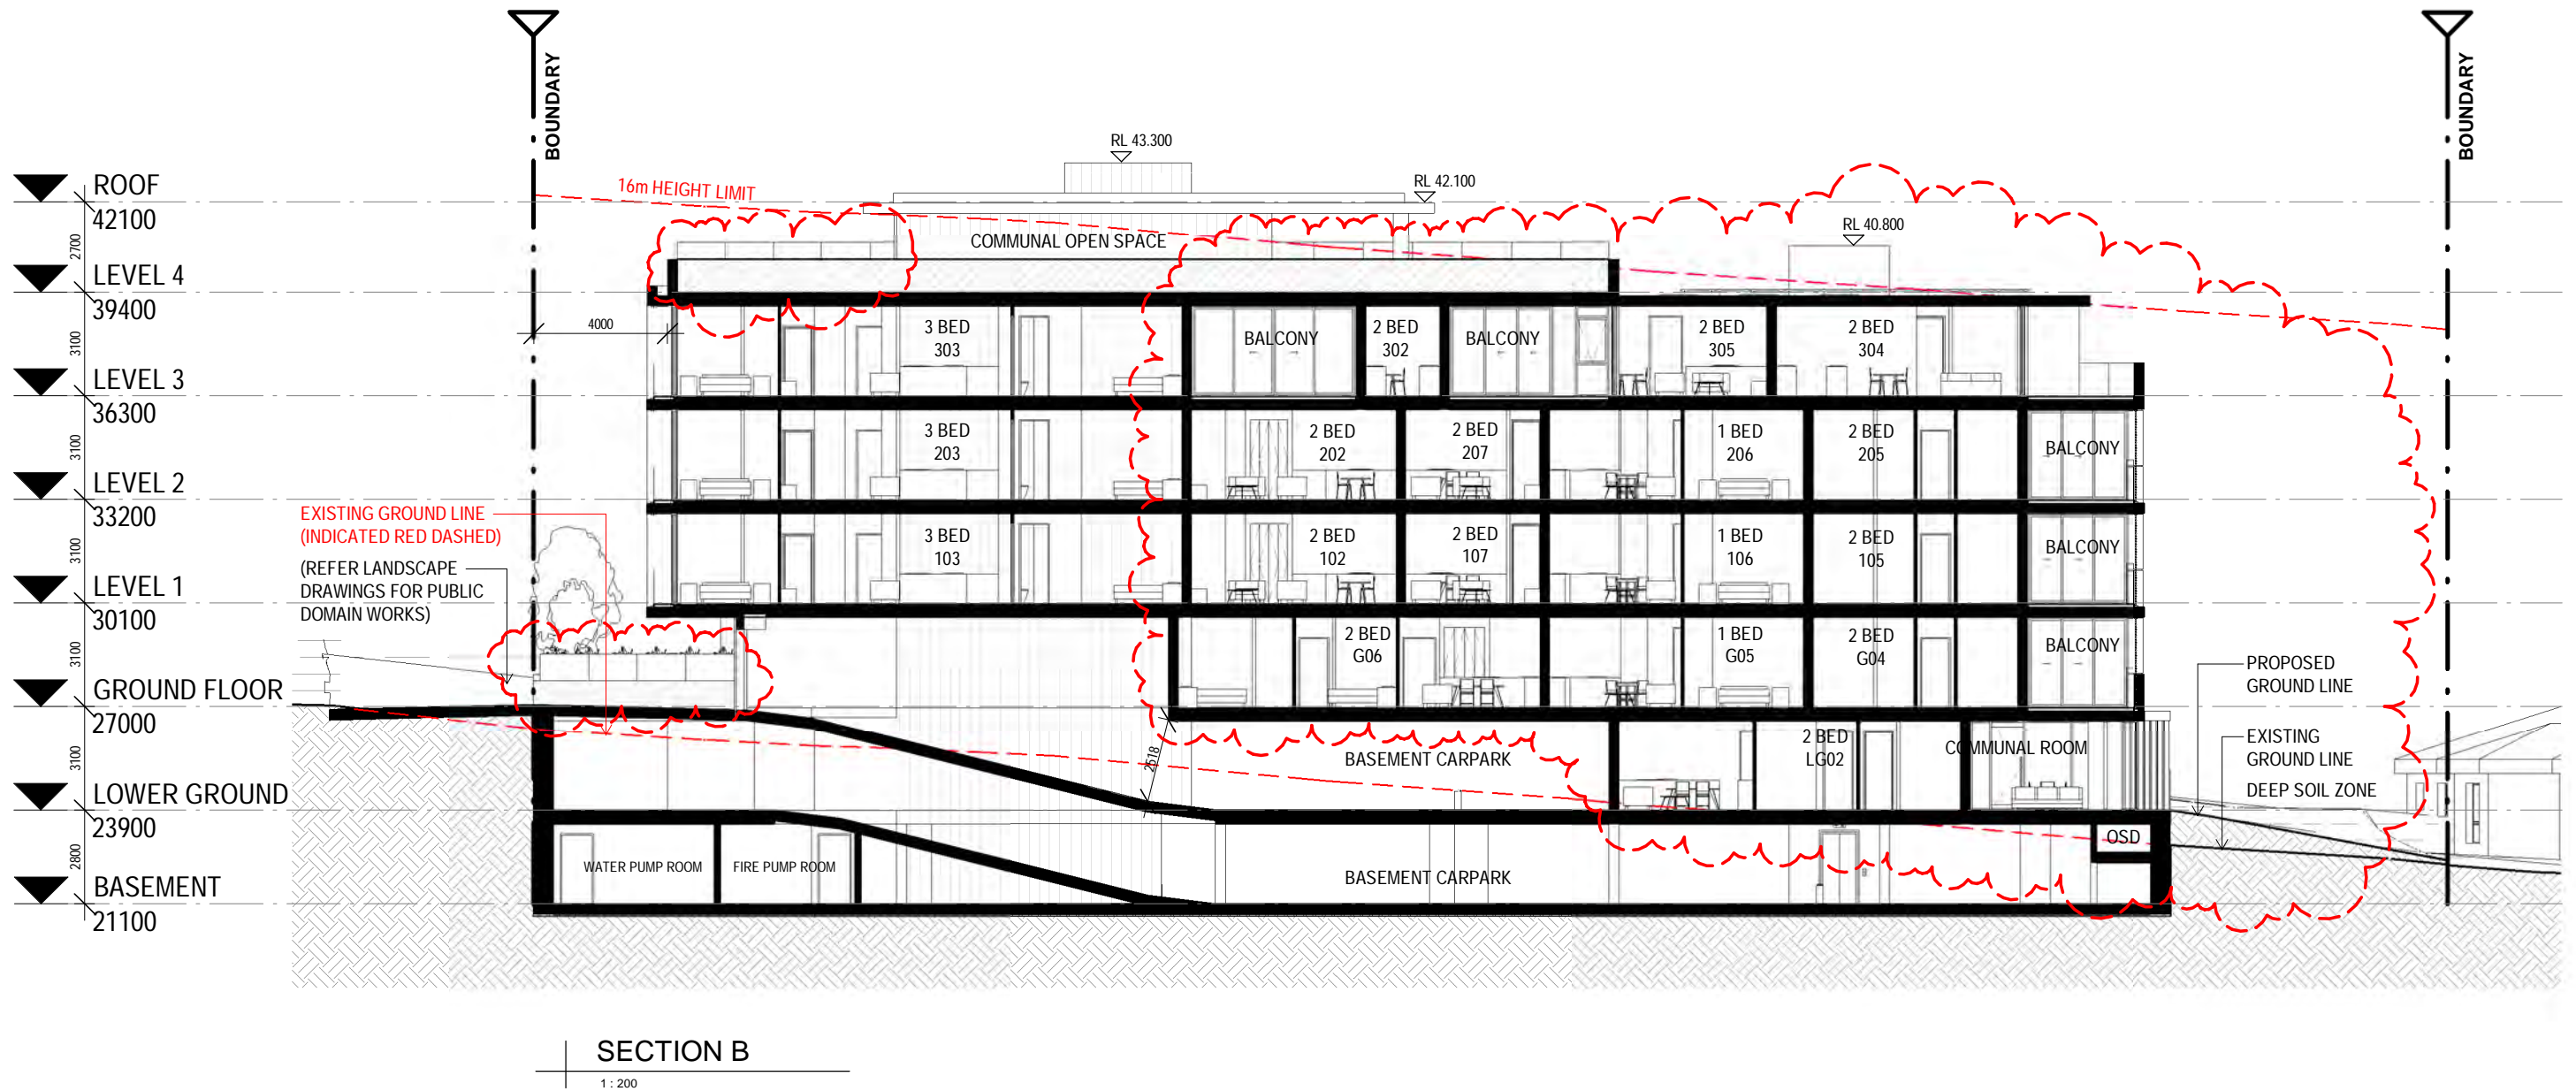 BOUNDARY
BOUNDARY
RL 43.300
RL 42.100
RL 40.800
16m HEIGHT LIMIT
COMMUNAL OPEN SPACE
ROOF
42100
2700
LEVEL 4
39400
3100
LEVEL 3
36300
3100
LEVEL 2
33200
3100
LEVEL 1
30100
3100
GROUND FLOOR
27000
3100
LOWER GROUND
23900
2800
BASEMENT
21100
4000
3 BED
303
BALCONY
2 BED
302
BALCONY
2 BED
305
2 BED
304
3 BED
203
2 BED
202
2 BED
207
1 BED
206
2 BED
205
BALCONY
EXISTING GROUND LINE
(INDICATED RED DASHED)
(REFER LANDSCAPE
DRAWINGS FOR PUBLIC
DOMAIN WORKS)
3 BED
103
2 BED
102
2 BED
107
1 BED
106
2 BED
105
BALCONY
2 BED
G06
1 BED
G05
2 BED
G04
BALCONY
PROPOSED
GROUND LINE
2518
BASEMENT CARPARK
2 BED
LG02
COMMUNAL ROOM
EXISTING
GROUND LINE
DEEP SOIL ZONE
WATER PUMP ROOM
FIRE PUMP ROOM
BASEMENT CARPARK
OSD
SECTION B
1 : 200